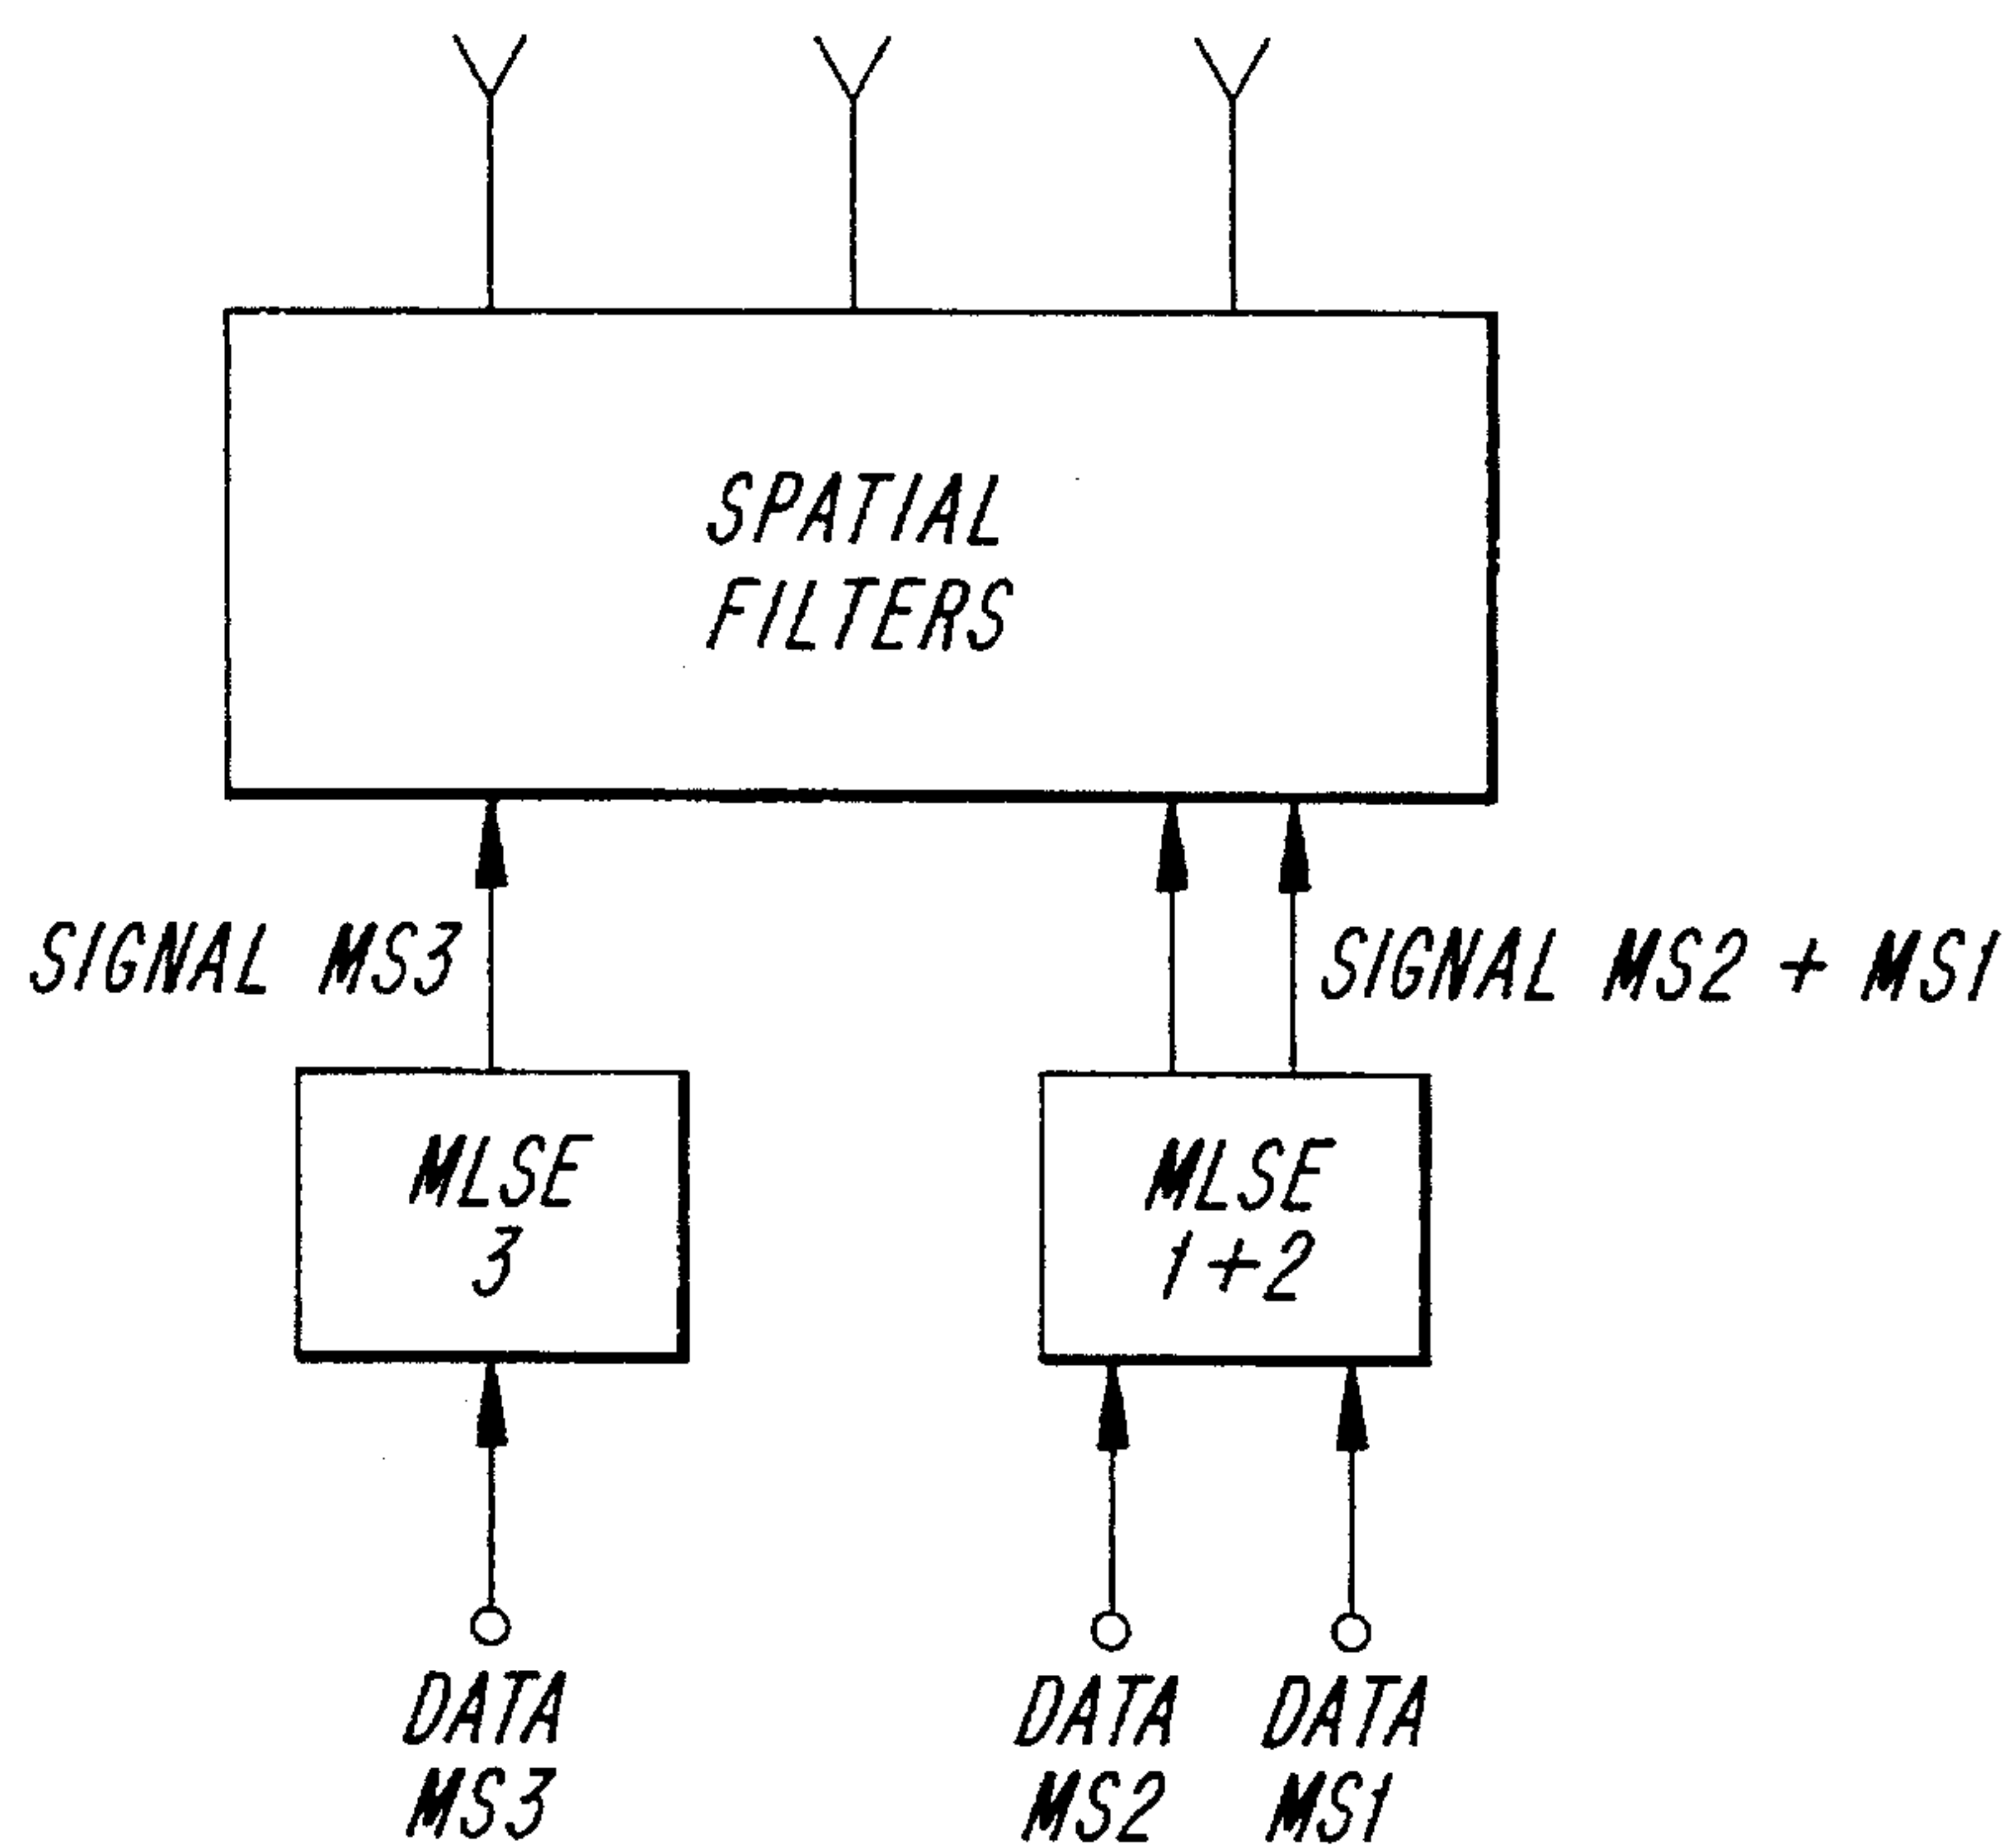 SPATIAL
FILTERS
SIGNAL MS3
SIGNAL MS2 + MS1
MLSE
3
MLSE
1+2
DATA
MS3
DATA
MS2
DATA
MS1